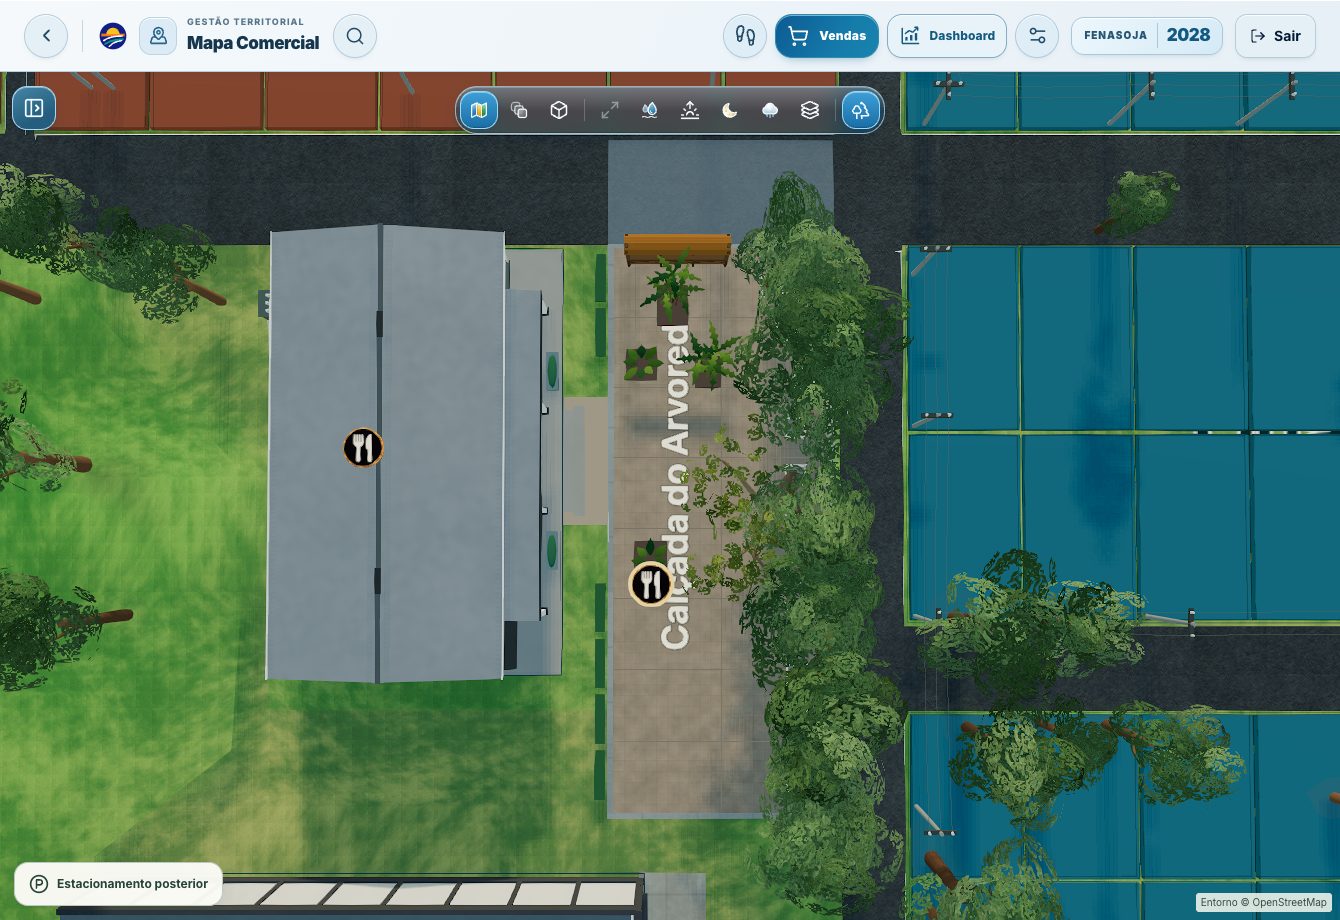 GESTÃO TERRITORIAL
Mapa Comercial
Vendas
Dashboard
FENASOJA
2028
Sair
Calçada do Arvored
Estacionamento posterior
Entorno © OpenStreetMap